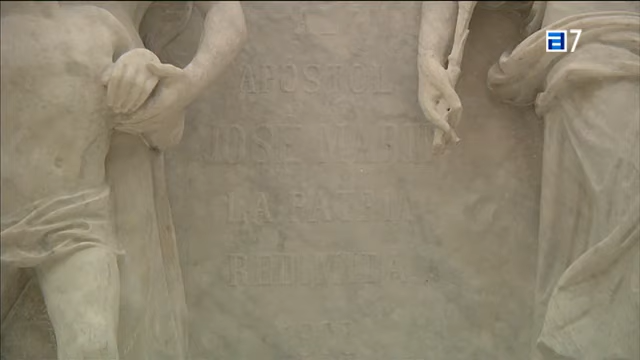 a7
APOSTOL
JOSE MARTI
LA PATRIA
REDIMIDA